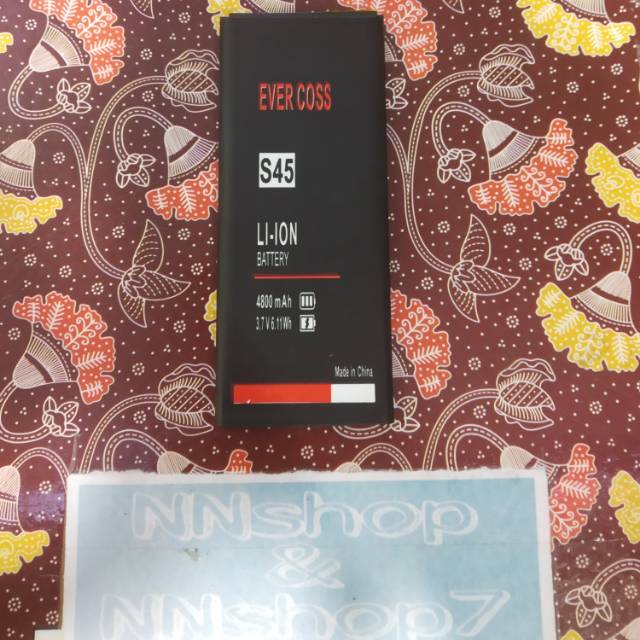 EVER COSS
S45
LI-ION
BATTERY
4800 mAh
3.7 V 6.11Wh
Made in China
NNshop
&
NNshop7